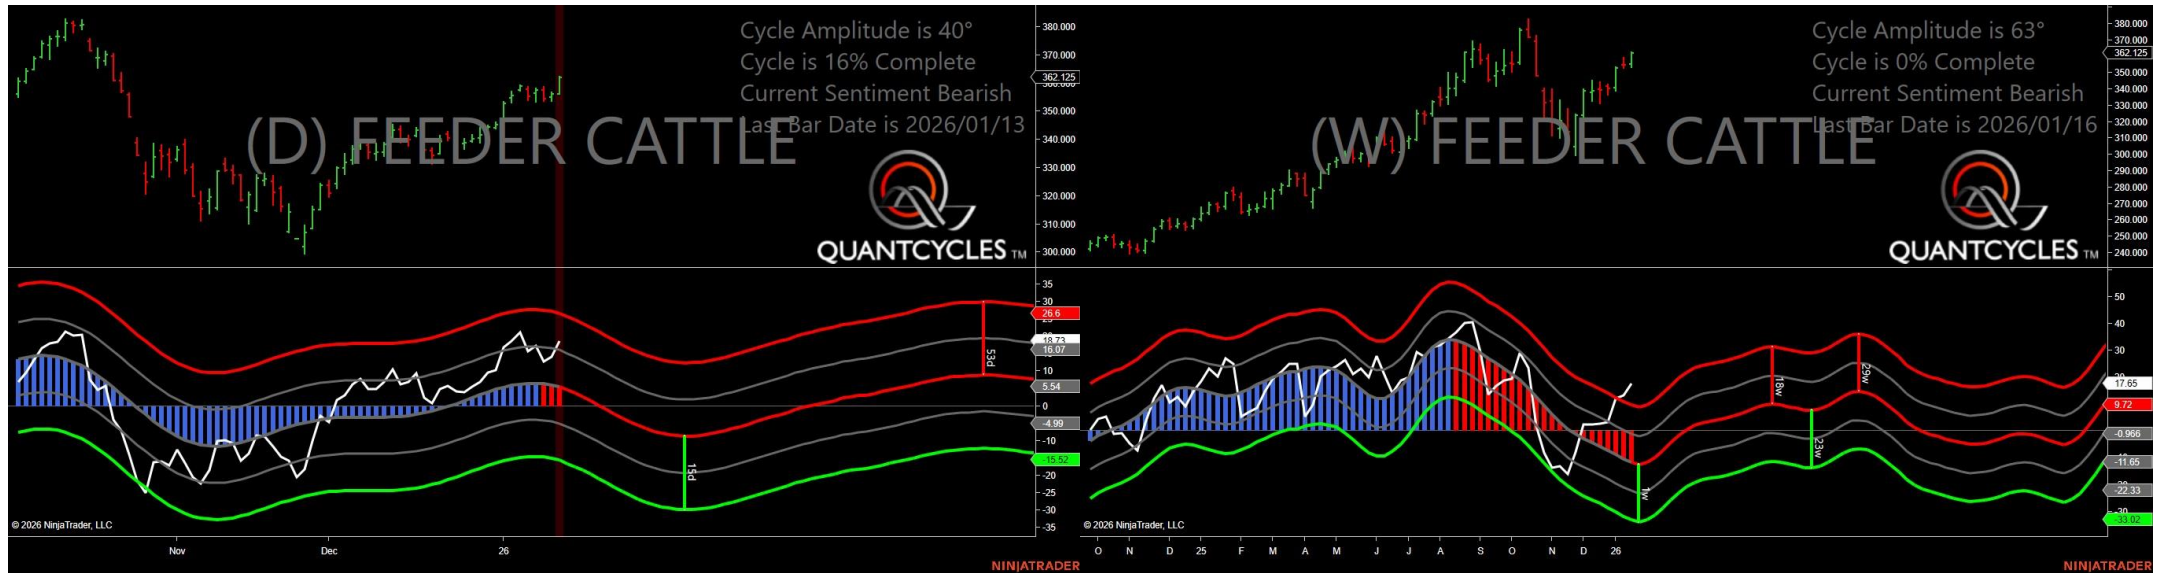 Cycle Amplitude is 40°
Cycle is 16% Complete
Current Sentiment Bearish
Last Bar Date is 2026/01/13
(D) FEEDER CATTLE
QUANTCYCLES TM
380.000
370.000
362.125
350.000
340.000
330.000
320.000
310.000
300.000
35
30
26.6
18.73
16.07
10
5.54
0
-4.99
-10
-15.52
-20
-25
-30
-35
53d
15d
© 2026 NinjaTrader, LLC
Nov
Dec
26
NINJATRADER
Cycle Amplitude is 63°
Cycle is 0% Complete
Current Sentiment Bearish
Last Bar Date is 2026/01/16
(W) FEEDER CATTLE
QUANTCYCLES TM
380.000
370.000
362.125
350.000
340.000
330.000
320.000
310.000
300.000
290.000
280.000
270.000
260.000
250.000
240.000
50
40
30
17.65
9.72
-0.966
-11.65
-22.33
-33.02
18w
29w
23w
1w
© 2026 NinjaTrader, LLC
O N D 25 F M A M J J A S O N D 26
NINJATRADER